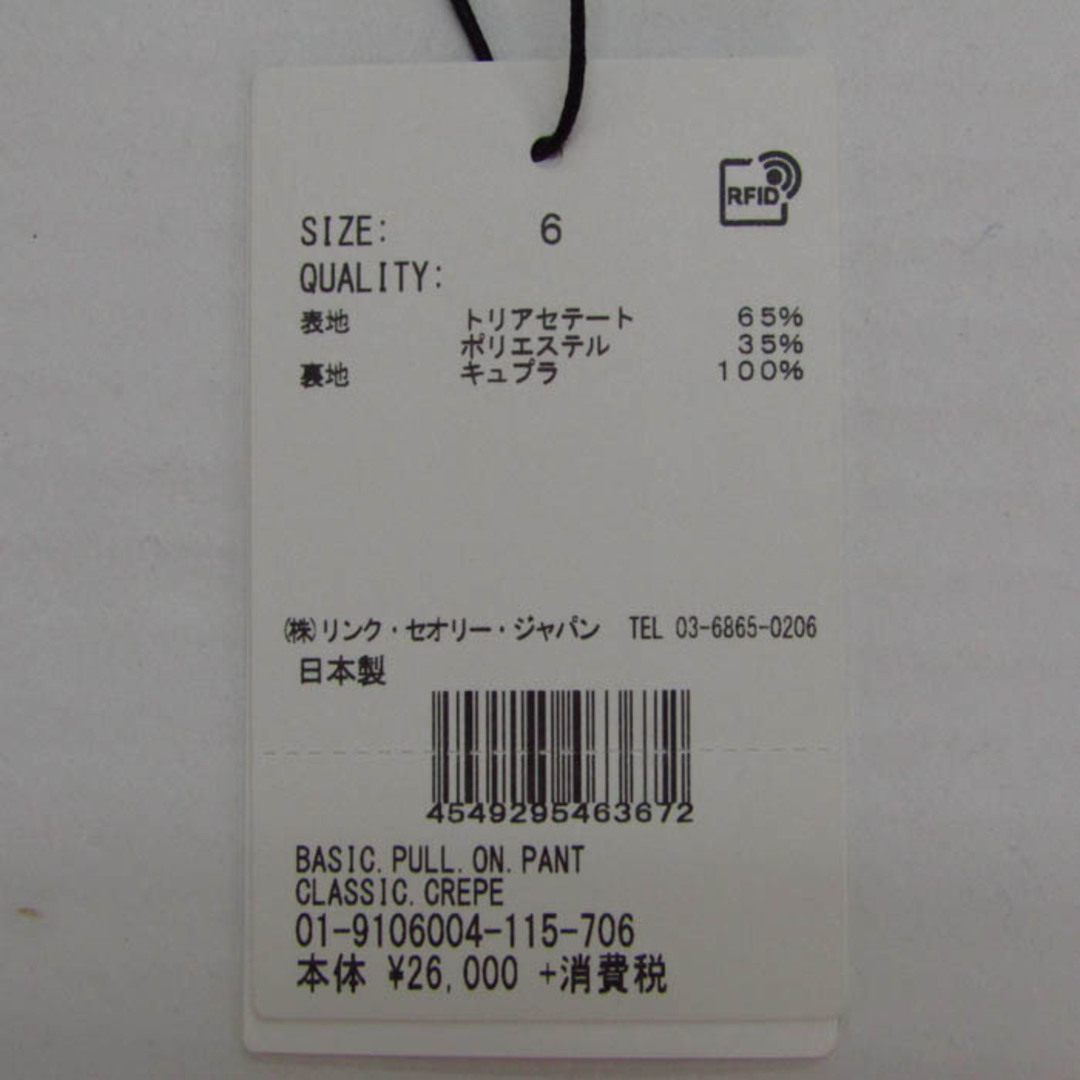 RFID
SIZE: 6
QUALITY:
表地 トリアセテート 65%
ポリエステル 35%
裏地 キュプラ 100%
㈱リンク・セオリー・ジャパン TEL 03-6865-0206
日本製
4549295463672
BASIC.PULL.ON.PANT
CLASSIC.CREPE
01-9106004-115-706
本体 ¥26,000 +消費税